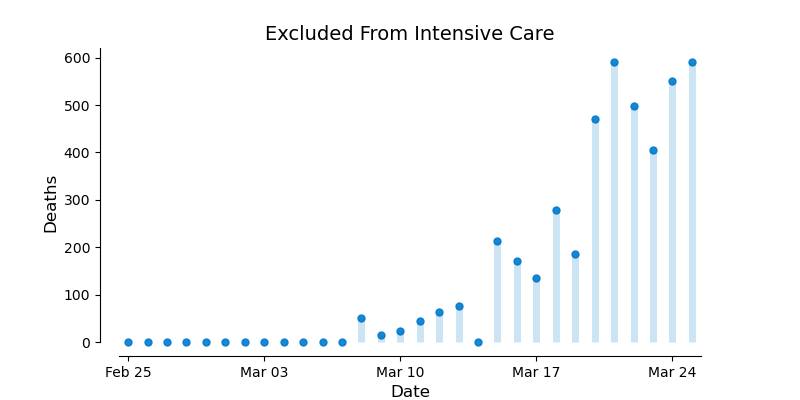 Excluded From Intensive Care
600
500
400
300
200
100
0
Deaths
Feb 25
Mar 03
Mar 10
Mar 17
Mar 24
Date